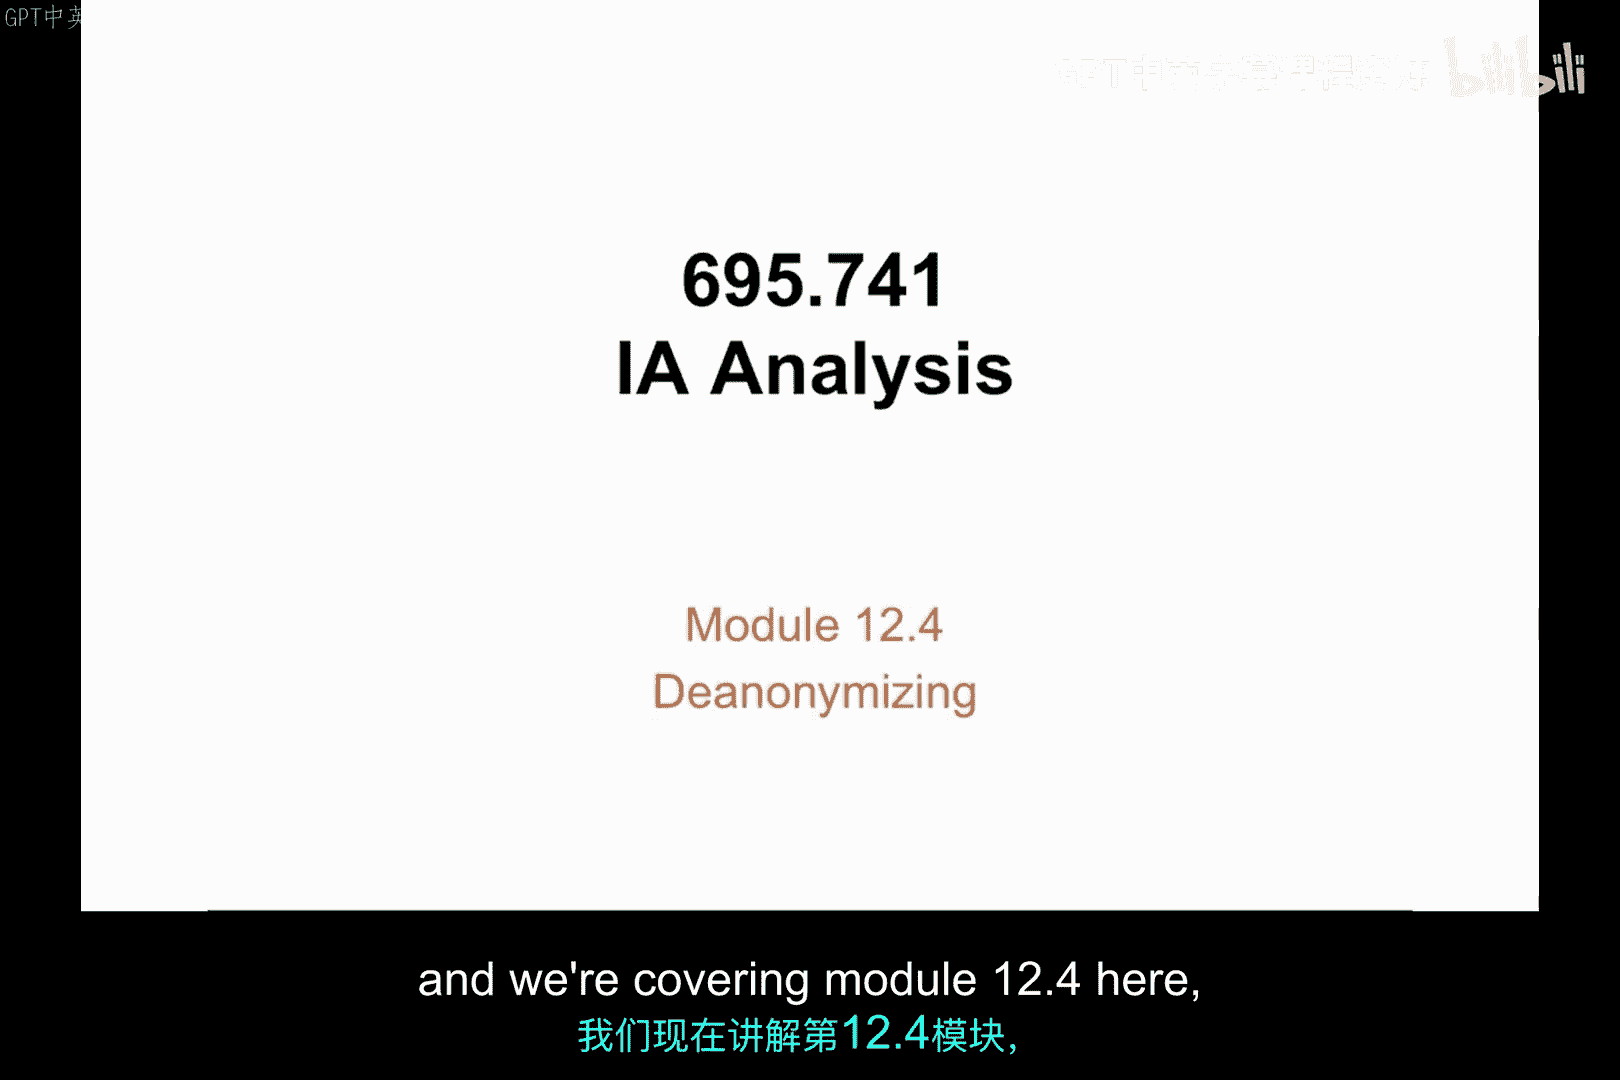 GPT中英
bilibili
695.741
IA Analysis
Module 12.4
Deanonymizing
and we're covering module 12.4 here,
我们现在讲解第12.4模块，